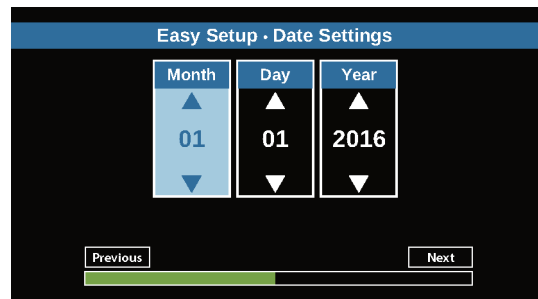 Easy Setup • Date Settings
Month Day Year
01 01 2016
Previous Next